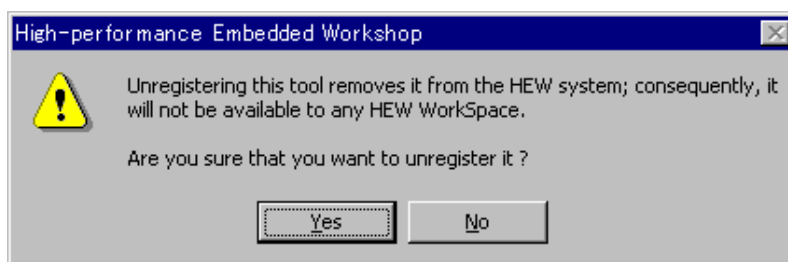 High-performance Embedded Workshop
Unregistering this tool removes it from the HEW system; consequently, it
will not be available to any HEW WorkSpace.
Are you sure that you want to unregister it ?
Yes
No